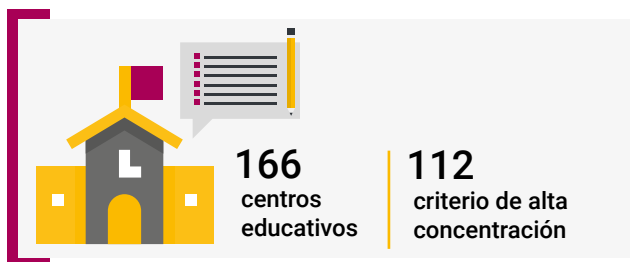 166
centros
educativos
112
criterio de alta
concentración